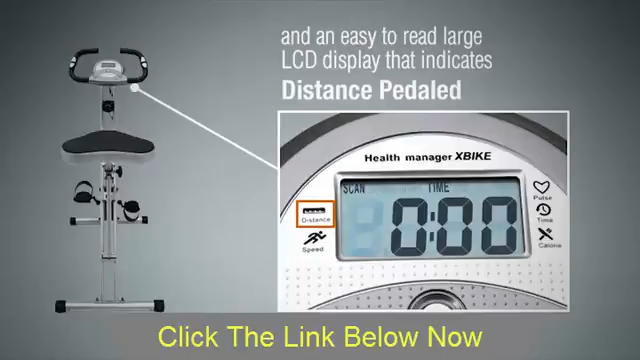 and an easy to read large
LCD display that indicates
Distance Pedaled
Health manager XBIKE
SCAN TIME
0:00
Distance
Speed
Pulse
Time
Calorie
Click The Link Below Now